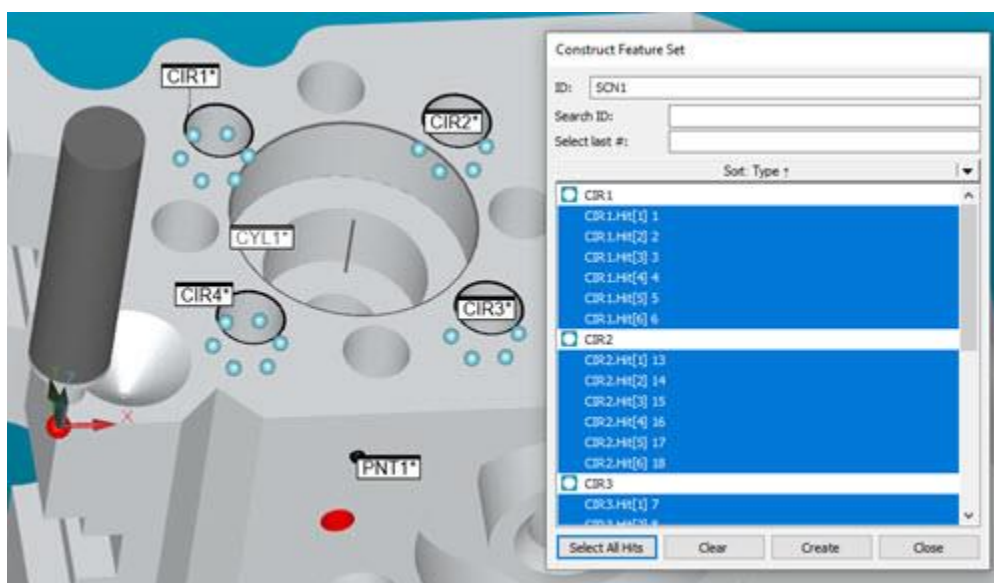 CIR1*
CIR2*
CYL1*
CIR4*
CIR3*
X
PNT1*
Construct Feature Set
ID: SCN1
Search ID:
Select last #:
Sort: Type ↑
CIR1
CIR1.Hit[1] 1
CIR1.Hit[2] 2
CIR1.Hit[3] 3
CIR1.Hit[4] 4
CIR1.Hit[5] 5
CIR1.Hit[6] 6
CIR2
CIR2.Hit[1] 13
CIR2.Hit[2] 14
CIR2.Hit[3] 15
CIR2.Hit[4] 16
CIR2.Hit[5] 17
CIR2.Hit[6] 18
CIR3
CIR3.Hit[1] 7
Select All Hits Clear Create Close